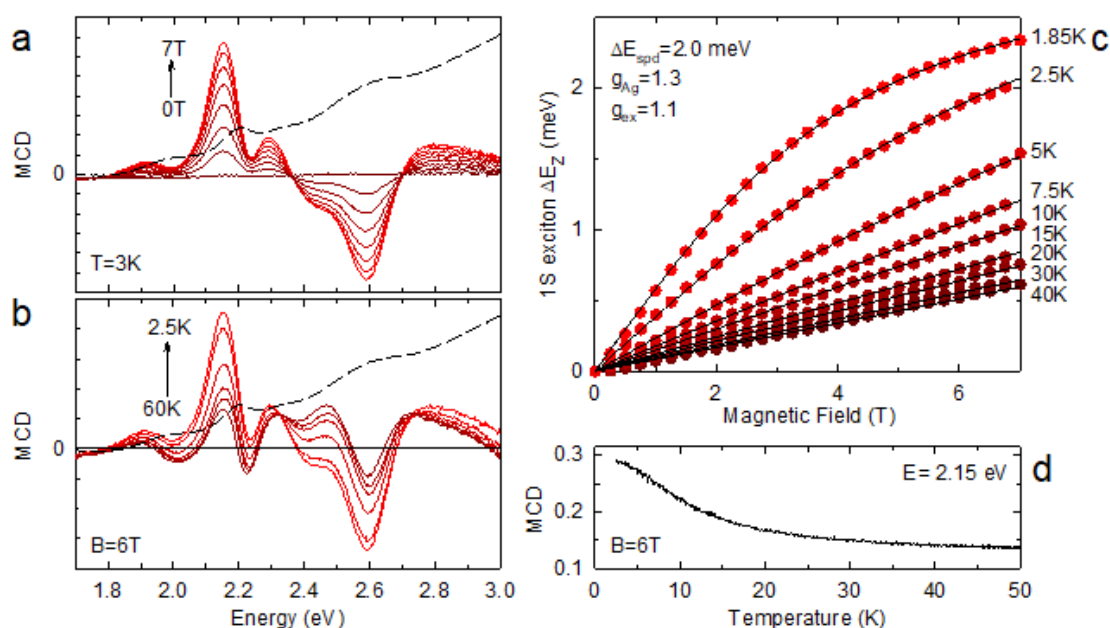 a
7T
0T
MCD
0
T=3K
b
2.5K
60K
MCD
0
B=6T
1.8 2.0 2.2 2.4 2.6 2.8 3.0
Energy (eV)
c
ΔE_spd=2.0 meV
g_Ag=1.3
g_ex=1.1
1S exciton ΔE_Z (meV)
2
1
0
1.85K
2.5K
5K
7.5K
10K
15K
20K
30K
40K
0 2 4 6
Magnetic Field (T)
d
E= 2.15 eV
MCD
0.3
0.2
0.1
B=6T
0 10 20 30 40 50
Temperature (K)